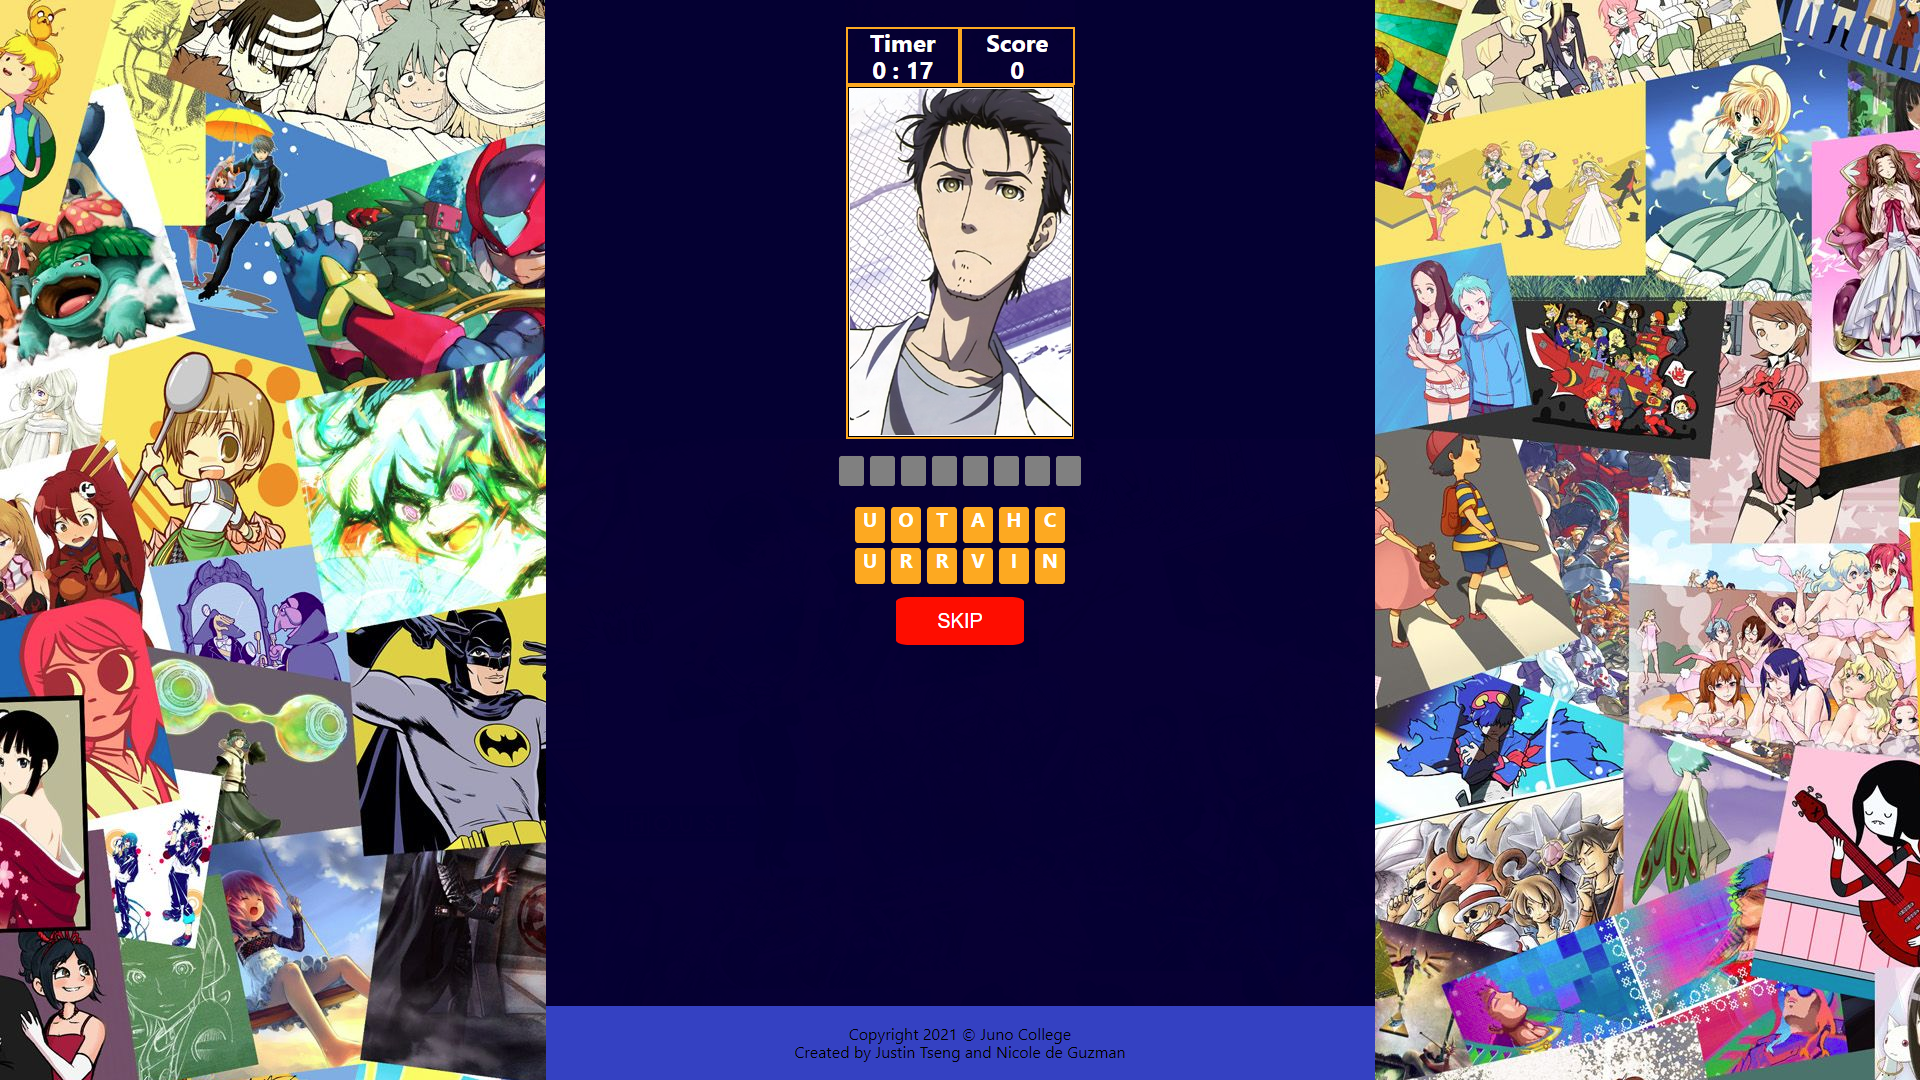 Timer
0 : 17
Score
0
U O T A H C
U R R V I N
SKIP
Copyright 2021 © Juno College
Created by Justin Tseng and Nicole de Guzman